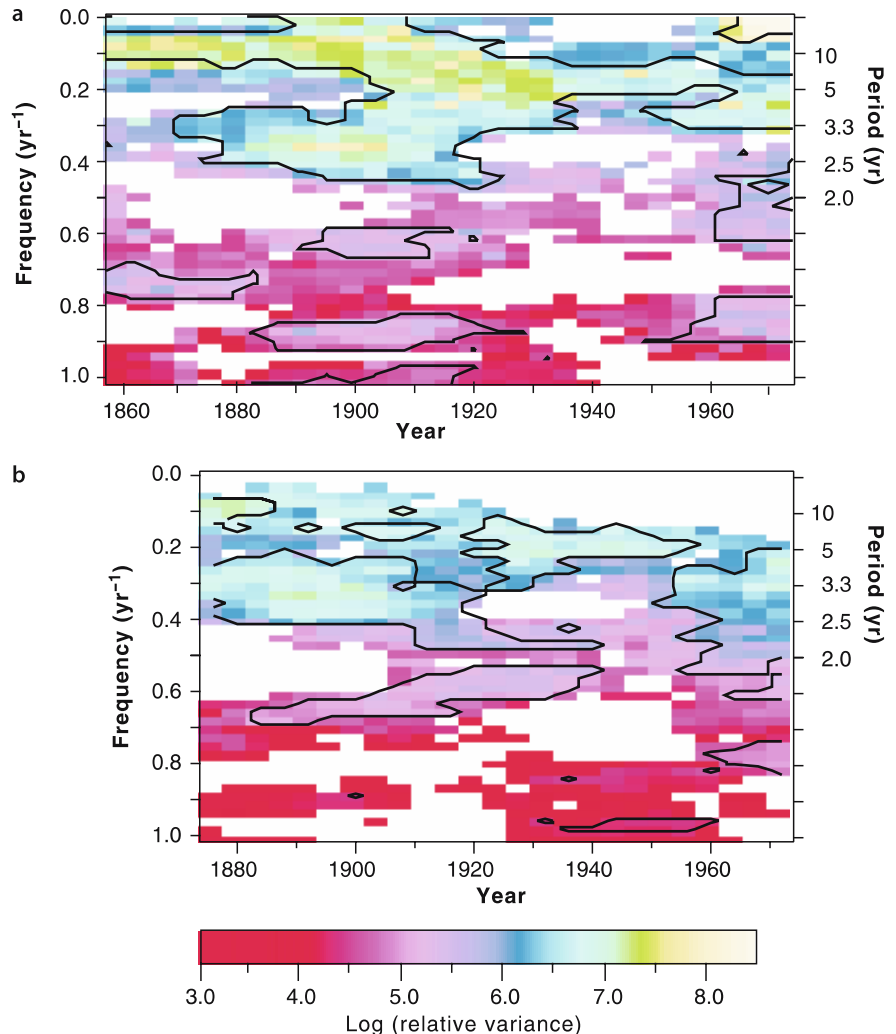 a
0.0
0.2
0.4
0.6
0.8
1.0
Frequency (yr⁻¹)
10
5
3.3
2.5
2.0
Period (yr)
1860 1880 1900 1920 1940 1960
Year
b
0.0
0.2
0.4
0.6
0.8
1.0
Frequency (yr⁻¹)
10
5
3.3
2.5
2.0
Period (yr)
1880 1900 1920 1940 1960
Year
3.0 4.0 5.0 6.0 7.0 8.0
Log (relative variance)